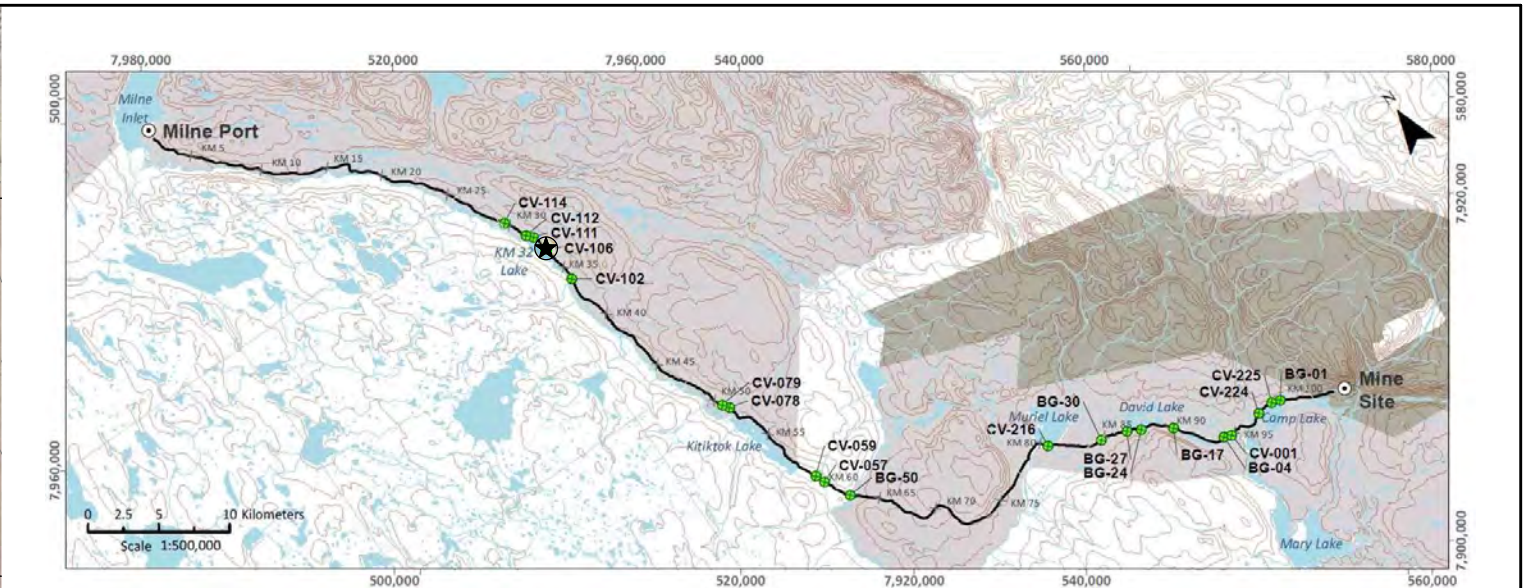 7,980,000
520,000
7,960,000
540,000
560,000
580,000
500,000
580,000
Milne
Inlet
Milne Port
KM 5
KM 10
KM 15
KM 20
KM 25
CV-114
KM 30
CV-112
CV-111
CV-106
KM 32
Lake
KM 35
CV-102
KM 40
KM 45
7,920,000
N
KM 50
CV-079
CV-078
Kitiktok Lake
KM 55
CV-059
CV-057
KM 60
BG-50
KM 65
KM 70
KM 75
CV-216
KM 80
Muriel Lake
BG-30
KM 85
BG-27
BG-24
David Lake
KM 90
BG-17
CV-225
CV-224
BG-01
KM 100
Camp Lake
KM 95
CV-001
BG-04
Mine
Site
Mary Lake
7,960,000
7,900,000
0 2.5 5 10 Kilometers
Scale 1:500,000
500,000
520,000
7,920,000
540,000
560,000